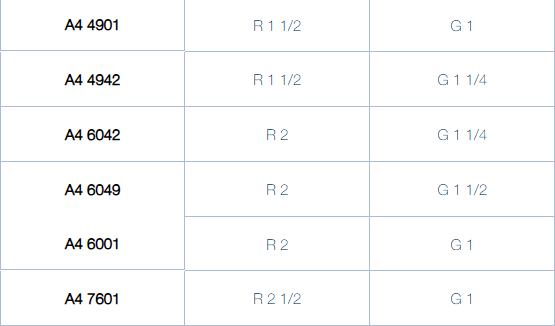 A4 4901 R 1 1/2 G 1
A4 4942 R 1 1/2 G 1 1/4
A4 6042 R 2 G 1 1/4
A4 6049 R 2 G 1 1/2
A4 6001 R 2 G 1
A4 7601 R 2 1/2 G 1